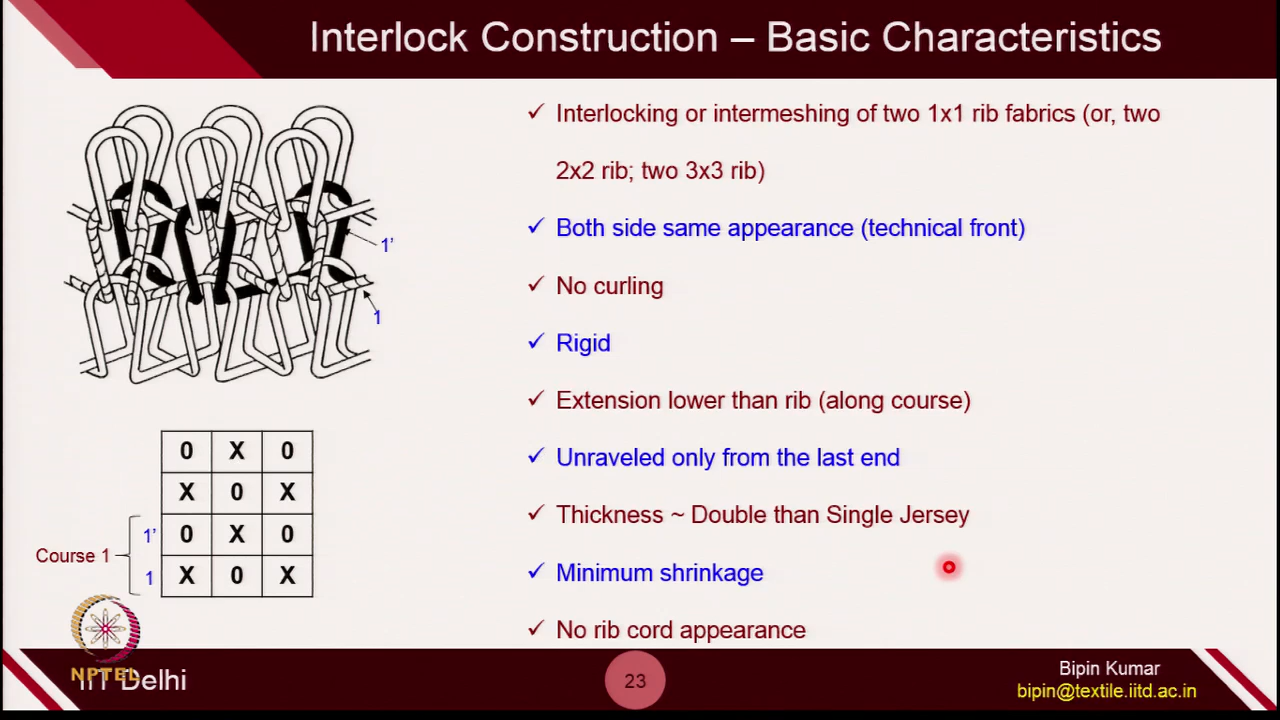 Interlock Construction – Basic Characteristics
✓ Interlocking or intermeshing of two 1x1 rib fabrics (or, two
2x2 rib; two 3x3 rib)
✓ Both side same appearance (technical front)
✓ No curling
✓ Rigid
✓ Extension lower than rib (along course)
✓ Unraveled only from the last end
✓ Thickness ~ Double than Single Jersey
✓ Minimum shrinkage
✓ No rib cord appearance
1'
1
0 X 0
X 0 X
1' 0 X 0
Course 1
1 X 0 X
NPTEL
IIT Delhi
23
Bipin Kumar
bipin@textile.iitd.ac.in